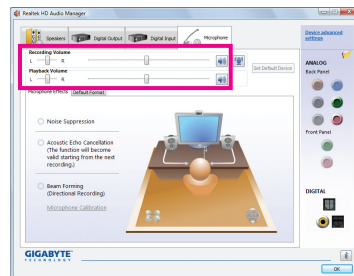 Realtek HD Audio Manager
Speakers
Digital Output
Digital Input
Microphone
Device advanced
settings
Recording Volume
L
R
Set Default Device
Playback Volume
L
R
ANALOG
Back Panel
Microphone Effects
Default Format
Noise Suppression
Acoustic Echo Cancellation
(The function will become
valid starting from the next
recording.)
Beam Forming
(Directional Recording)
Microphone Calibration
Front Panel
DIGITAL
GIGABYTE
TECHNOLOGY
OK